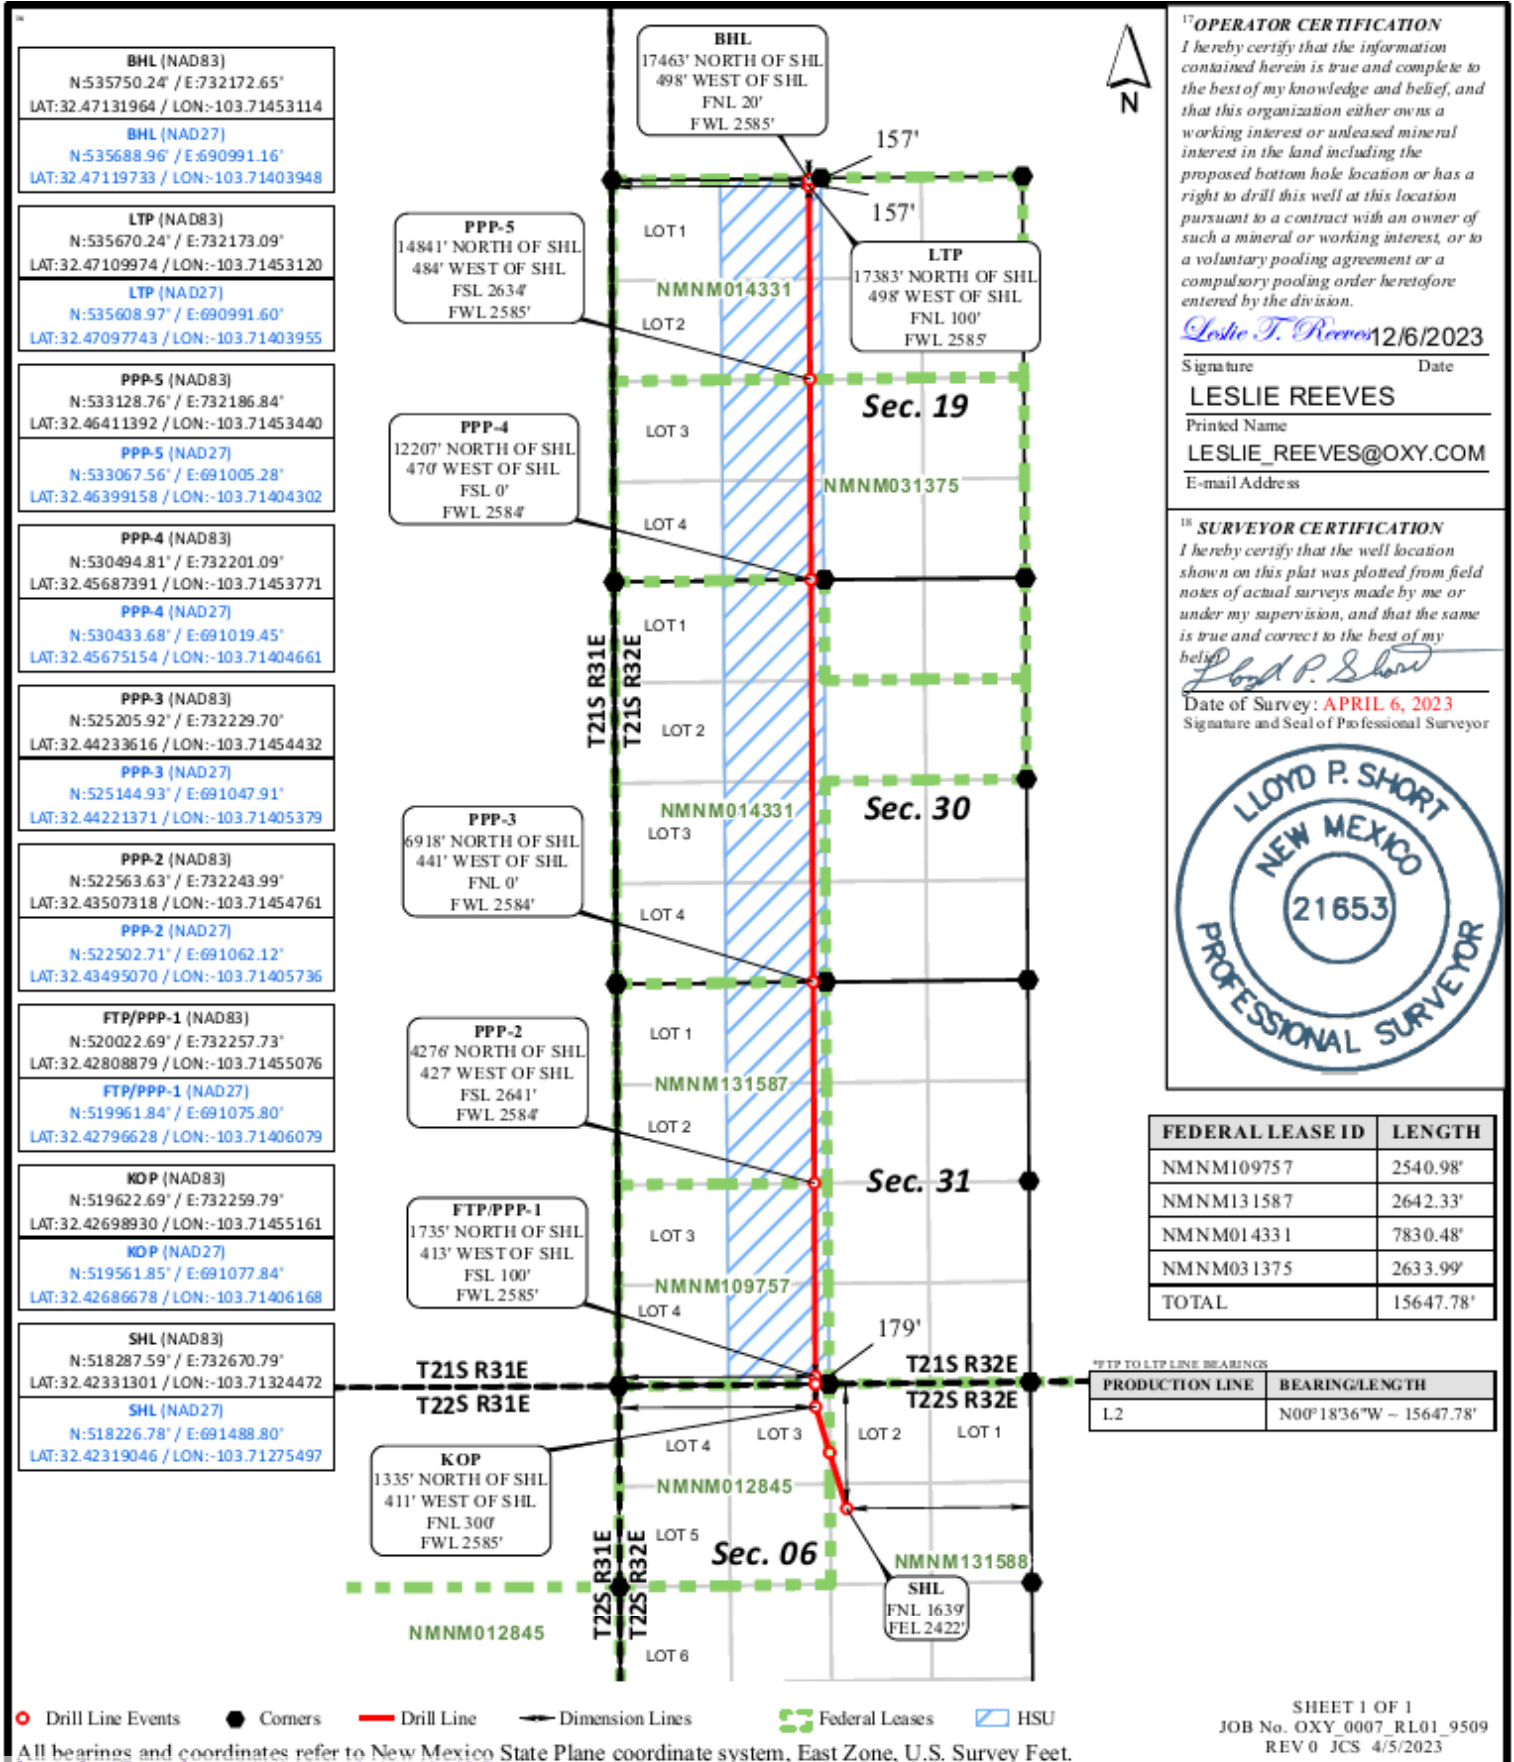 16
BHL (NAD83)
N:535750.24' / E:732172.65'
LAT:32.47131964 / LON:-103.71453114
BHL (NAD27)
N:535688.96' / E:690991.16'
LAT:32.47119733 / LON:-103.71403948
LTP (NAD83)
N:535670.24' / E:732173.09'
LAT:32.47109974 / LON:-103.71453120
LTP (NAD27)
N:535608.97' / E:690991.60'
LAT:32.47097743 / LON:-103.71403955
PPP-5 (NAD83)
N:533128.76' / E:732186.84'
LAT:32.46411392 / LON:-103.71453440
PPP-5 (NAD27)
N:533067.56' / E:691005.28'
LAT:32.46399158 / LON:-103.71404302
PPP-4 (NAD83)
N:530494.81' / E:732201.09'
LAT:32.45687391 / LON:-103.71453771
PPP-4 (NAD27)
N:530433.68' / E:691019.45'
LAT:32.45675154 / LON:-103.71404661
PPP-3 (NAD83)
N:525205.92' / E:732229.70'
LAT:32.44233616 / LON:-103.71454432
PPP-3 (NAD27)
N:525144.93' / E:691047.91'
LAT:32.44221371 / LON:-103.71405379
PPP-2 (NAD83)
N:522563.63' / E:732243.99'
LAT:32.43507318 / LON:-103.71454761
PPP-2 (NAD27)
N:522502.71' / E:691062.12'
LAT:32.43495070 / LON:-103.71405736
FTP/PPP-1 (NAD83)
N:520022.69' / E:732257.73'
LAT:32.42808879 / LON:-103.71455076
FTP/PPP-1 (NAD27)
N:519961.84' / E:691075.80'
LAT:32.42796628 / LON:-103.71406079
KOP (NAD83)
N:519622.69' / E:732259.79'
LAT:32.42698930 / LON:-103.71455161
KOP (NAD27)
N:519561.85' / E:691077.84'
LAT:32.42686678 / LON:-103.71406168
SHL (NAD83)
N:518287.59' / E:732670.79'
LAT:32.42331301 / LON:-103.71324472
SHL (NAD27)
N:518226.78' / E:691488.80'
LAT:32.42319046 / LON:-103.71275497
BHL
17463' NORTH OF SHL
498' WEST OF SHL
FNL 20'
FWL 2585'
N
157'
157'
PPP-5
14841' NORTH OF SHL
484' WEST OF SHL
FSL 2634'
FWL 2585'
LTP
17383' NORTH OF SHL
498' WEST OF SHL
FNL 100'
FWL 2585'
LOT 1
NMNM014331
LOT 2
Sec. 19
PPP-4
12207' NORTH OF SHL
470' WEST OF SHL
FSL 0'
FWL 2584'
LOT 3
NMNM031375
LOT 4
LOT 1
T21S R31E
T21S R32E
LOT 2
NMNM014331
Sec. 30
LOT 3
PPP-3
6918' NORTH OF SHL
441' WEST OF SHL
FNL 0'
FWL 2584'
LOT 4
LOT 1
PPP-2
4276' NORTH OF SHL
427' WEST OF SHL
FSL 2641'
FWL 2584'
NMNM131587
LOT 2
Sec. 31
FTP/PPP-1
1735' NORTH OF SHL
413' WEST OF SHL
FSL 100'
FWL 2585'
LOT 3
NMNM109757
LOT 4
179'
T21S R31E
T21S R32E
T22S R31E
T22S R32E
LOT 4
LOT 3
LOT 2
LOT 1
KOP
1335' NORTH OF SHL
411' WEST OF SHL
FNL 300'
FWL 2585'
NMNM012845
LOT 5
Sec. 06
NMNM131588
T22S R31E
T22S R32E
SHL
FNL 1639'
FEL 2422'
NMNM012845
LOT 6
17 OPERATOR CERTIFICATION
I hereby certify that the information
contained herein is true and complete to
the best of my knowledge and belief, and
that this organization either owns a
working interest or unleased mineral
interest in the land including the
proposed bottom hole location or has a
right to drill this well at this location
pursuant to a contract with an owner of
such a mineral or working interest, or to
a voluntary pooling agreement or a
compulsory pooling order heretofore
entered by the division.
Leslie T. Reeves 12/6/2023
Signature Date
LESLIE REEVES
Printed Name
LESLIE_REEVES@OXY.COM
E-mail Address
18 SURVEYOR CERTIFICATION
I hereby certify that the well location
shown on this plat was plotted from field
notes of actual surveys made by me or
under my supervision, and that the same
is true and correct to the best of my
belief.
Lloyd P. Short
Date of Survey: APRIL 6, 2023
Signature and Seal of Professional Surveyor
LLOYD P. SHORT
NEW MEXICO
21653
PROFESSIONAL SURVEYOR
FEDERAL LEASE ID LENGTH
NMNM109757 2540.98'
NMNM131587 2642.33'
NMNM014331 7830.48'
NMNM031375 2633.99'
TOTAL 15647.78'
*FTP TO LTP LINE BEARINGS
PRODUCTION LINE BEARING/LENGTH
L2 N00°18'36"W ~ 15647.78'
Drill Line Events Corners Drill Line Dimension Lines Federal Leases HSU
All bearings and coordinates refer to New Mexico State Plane coordinate system, East Zone, U.S. Survey Feet.
SHEET 1 OF 1
JOB No. OXY_0007_RL01_9509
REV 0 JCS 4/5/2023